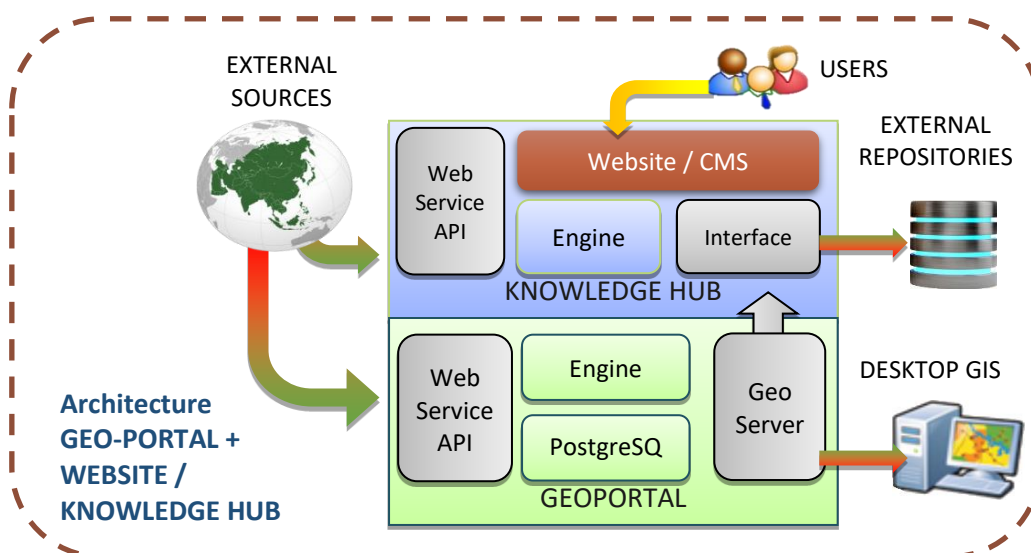 EXTERNAL
SOURCES
USERS
EXTERNAL
REPOSITORIES
Web
Service
API
Website / CMS
Engine
Interface
KNOWLEDGE HUB
Web
Service
API
Engine
PostgreSQ
Geo
Server
GEOPORTAL
DESKTOP GIS
Architecture
GEO-PORTAL +
WEBSITE /
KNOWLEDGE HUB